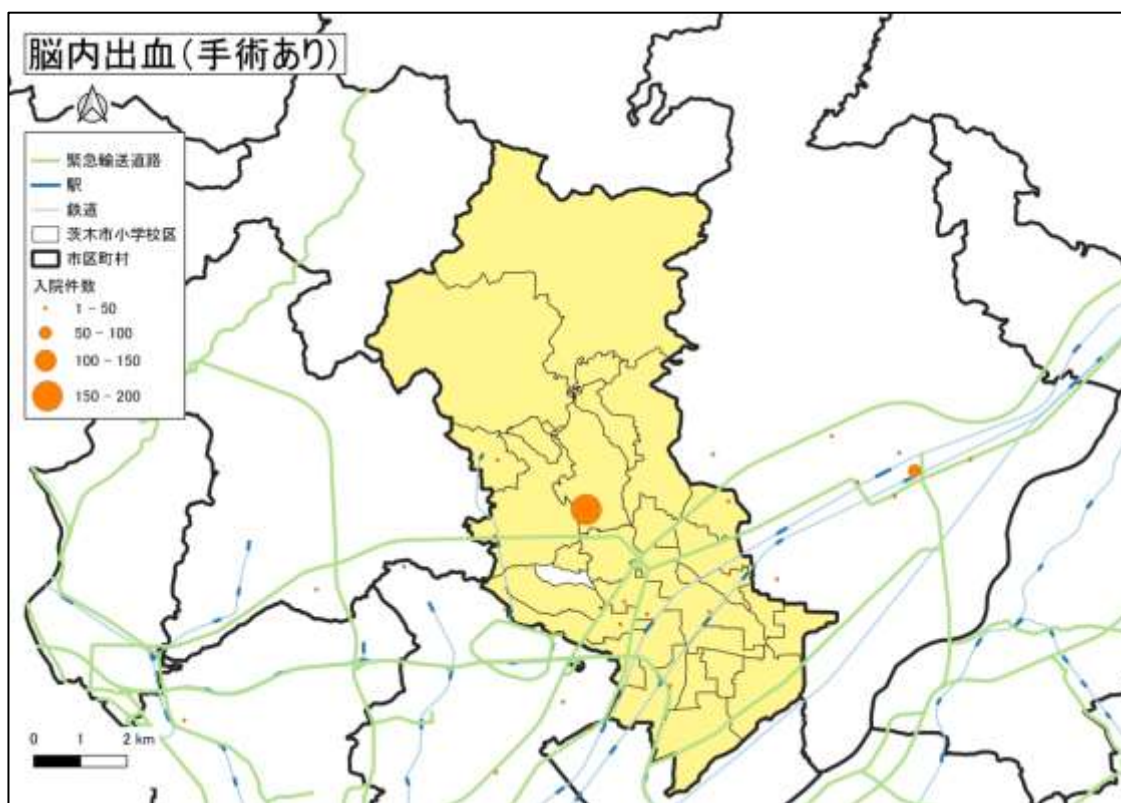 脳内出血(手術あり)
緊急輸送道路
駅
鉄道
茨木市小学校区
市区町村
入院件数
1 - 50
50 - 100
100 - 150
150 - 200
0 1 2 km